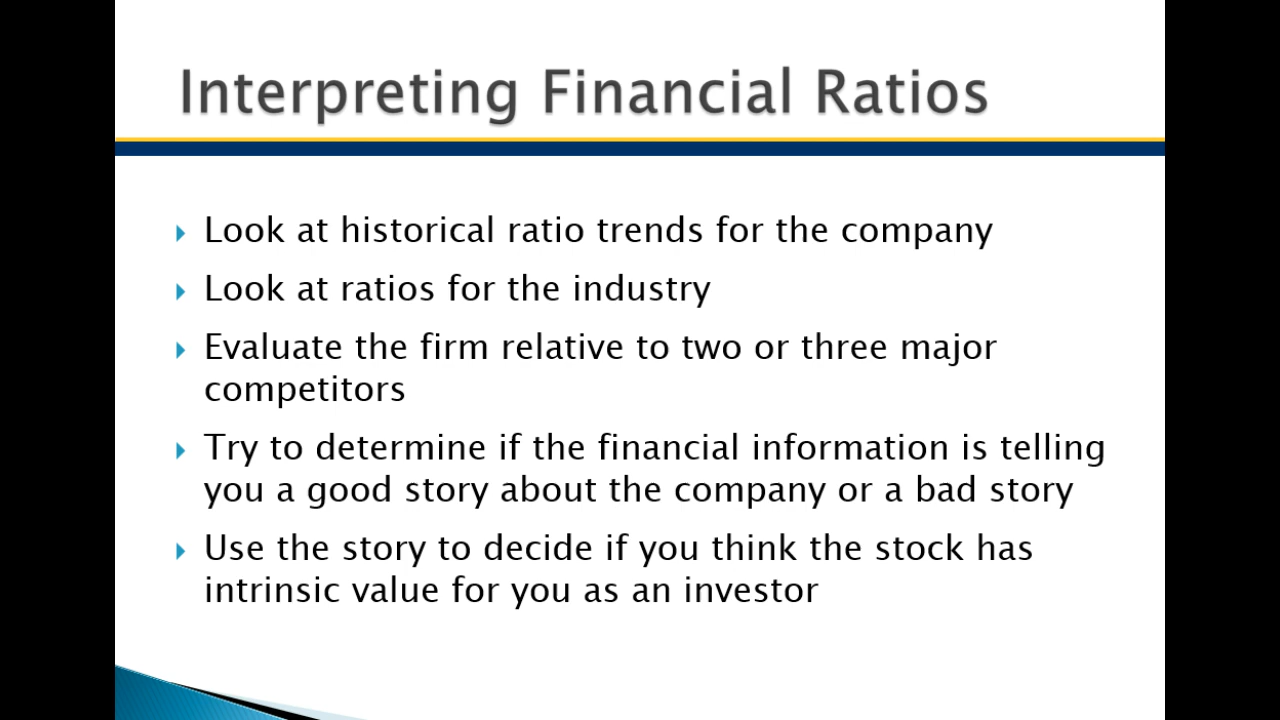 Interpreting Financial Ratios
Look at historical ratio trends for the company
Look at ratios for the industry
Evaluate the firm relative to two or three major
competitors
Try to determine if the financial information is telling
you a good story about the company or a bad story
Use the story to decide if you think the stock has
intrinsic value for you as an investor